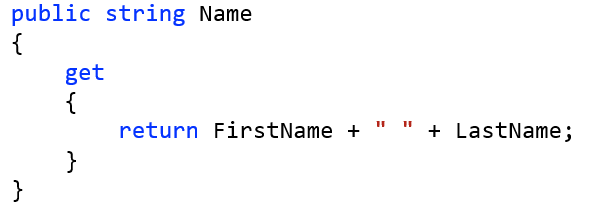 public string Name
{
    get
    {
        return FirstName + " " + LastName;
    }
}